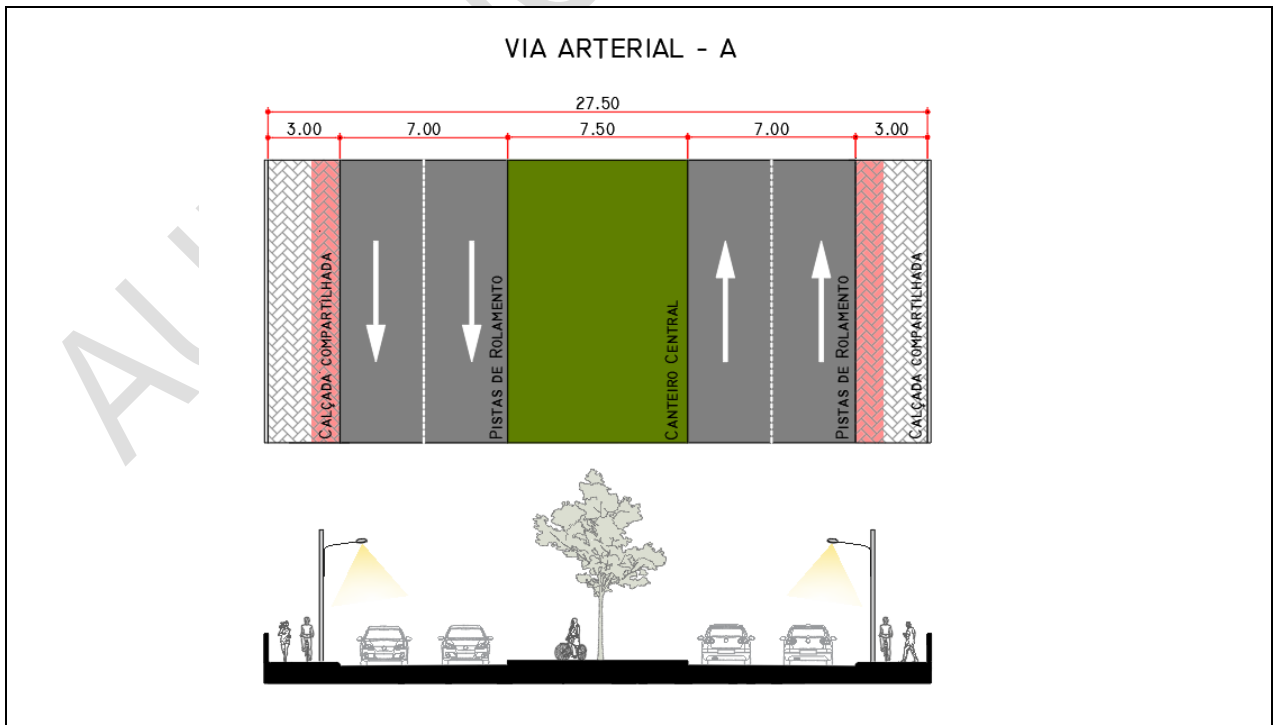 VIA ARTERIAL - A
27.50
3.00 7.00 7.50 7.00 3.00
CALÇADA COMPARTILHADA
PISTAS DE ROLAMENTO
CANTEIRO CENTRAL
PISTAS DE ROLAMENTO
CALÇADA COMPARTILHADA